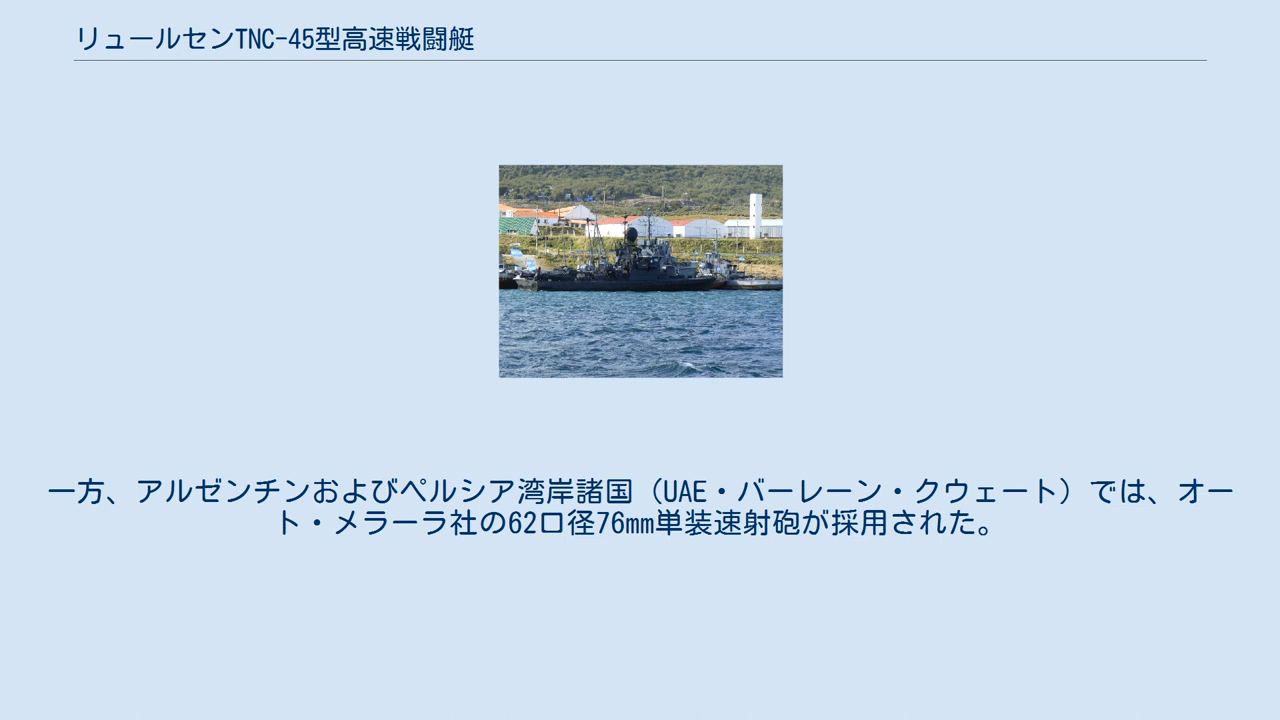 リュールセンTNC-45型高速戦闘艇
一方、アルゼンチンおよびペルシア湾岸諸国（UAE・バーレーン・クウェート）では、オー
ト・メラーラ社の62口径76mm単装速射砲が採用された。